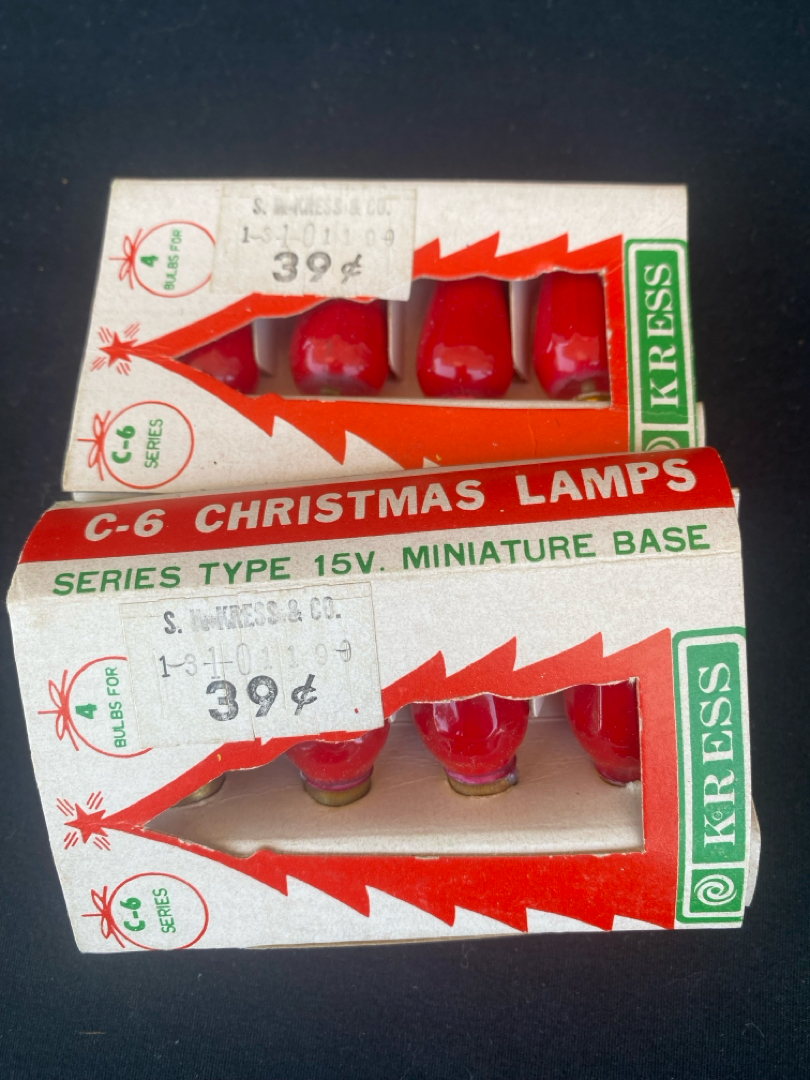 S. H. KRESS & CO.
39¢
4
BULBS FOR
C-6
SERIES
KRESS
C-6 CHRISTMAS LAMPS
SERIES TYPE 15V. MINIATURE BASE
S. H. KRESS & CO.
39¢
4
BULBS FOR
C-6
SERIES
KRESS